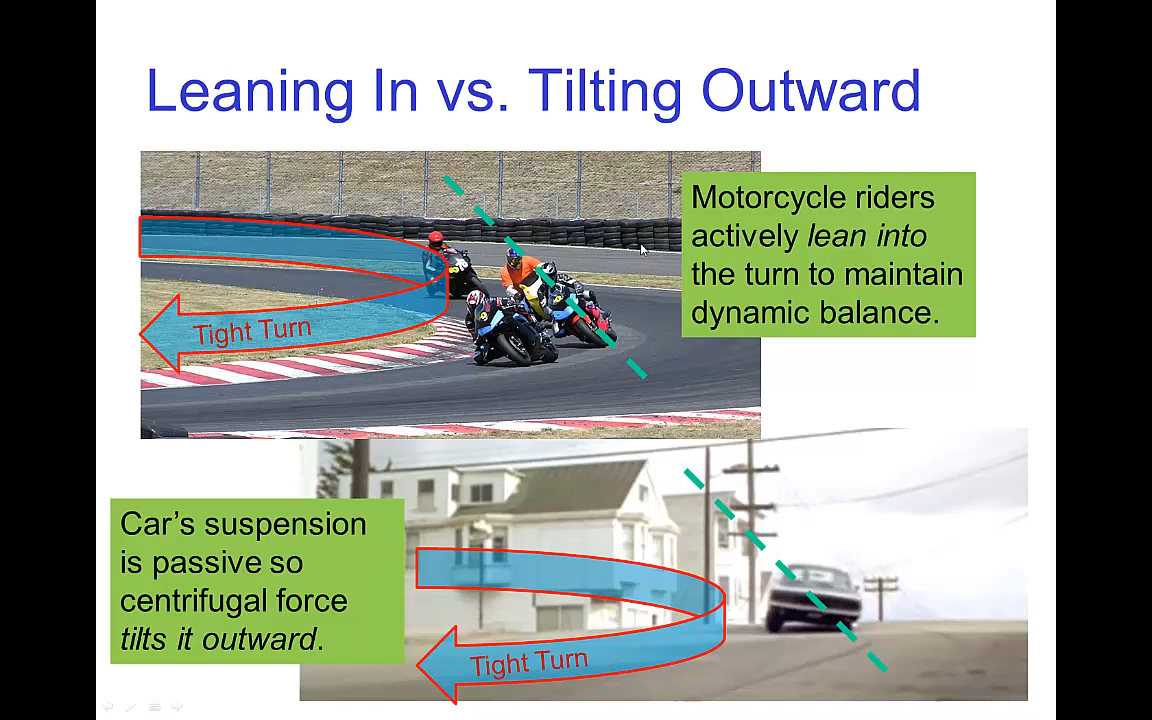 Leaning In vs. Tilting Outward
Motorcycle riders
actively lean into
the turn to maintain
dynamic balance.
Tight Turn
Car’s suspension
is passive so
centrifugal force
tilts it outward.
Tight Turn